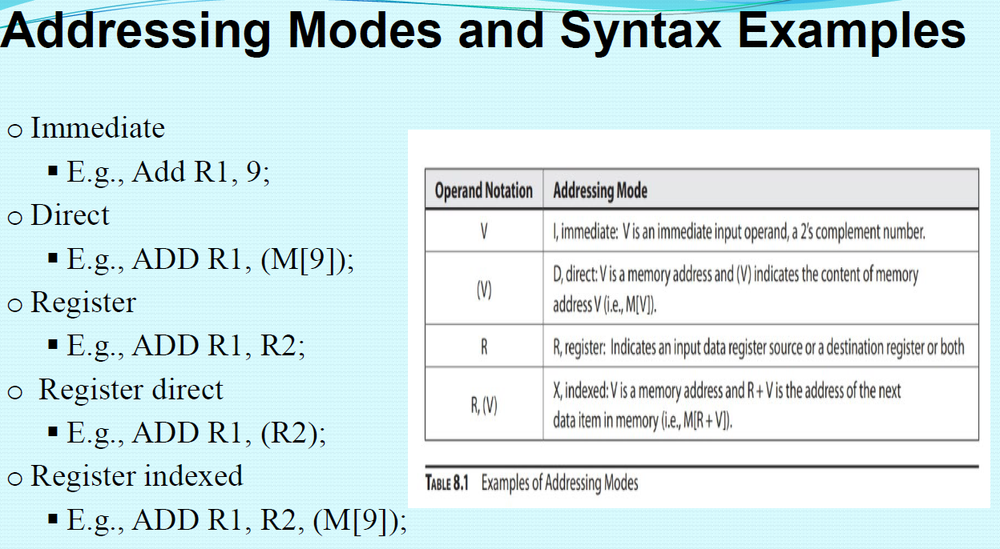 Addressing Modes and Syntax Examples
o Immediate
▪ E.g., Add R1, 9;
o Direct
▪ E.g., ADD R1, (M[9]);
o Register
▪ E.g., ADD R1, R2;
o Register direct
▪ E.g., ADD R1, (R2);
o Register indexed
▪ E.g., ADD R1, R2, (M[9]);
Operand Notation Addressing Mode
V I, immediate: V is an immediate input operand, a 2's complement number.
(V) D, direct: V is a memory address and (V) indicates the content of memory
address V (i.e., M[V]).
R R, register: Indicates an input data register source or a destination register or both
R, (V) X, indexed: V is a memory address and R + V is the address of the next
data item in memory (i.e., M[R + V]).
TABLE 8.1 Examples of Addressing Modes